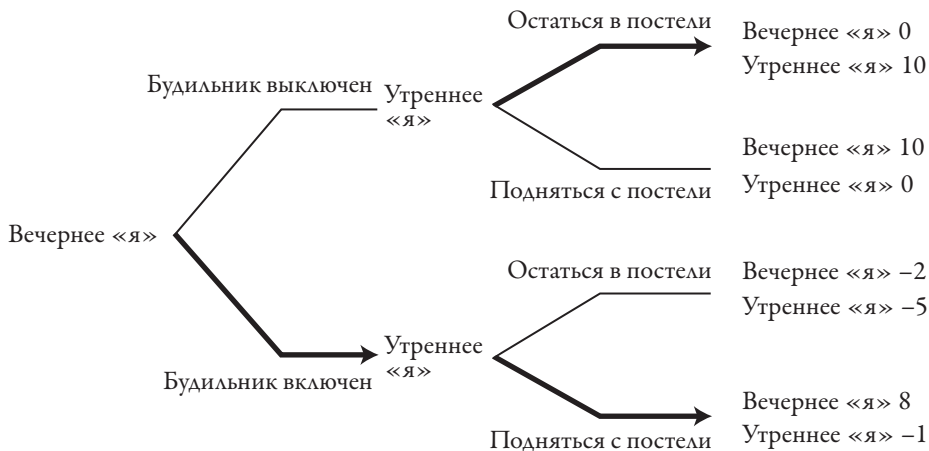 Остаться в постели
Вечернее «я» 0
Утреннее «я» 10
Будильник выключен
Утреннее
«я»
Вечернее «я» 10
Подняться с постели
Утреннее «я» 0
Вечернее «я»
Остаться в постели
Вечернее «я» –2
Утреннее «я» –5
Утреннее
«я»
Будильник включен
Вечернее «я» 8
Подняться с постели
Утреннее «я» –1